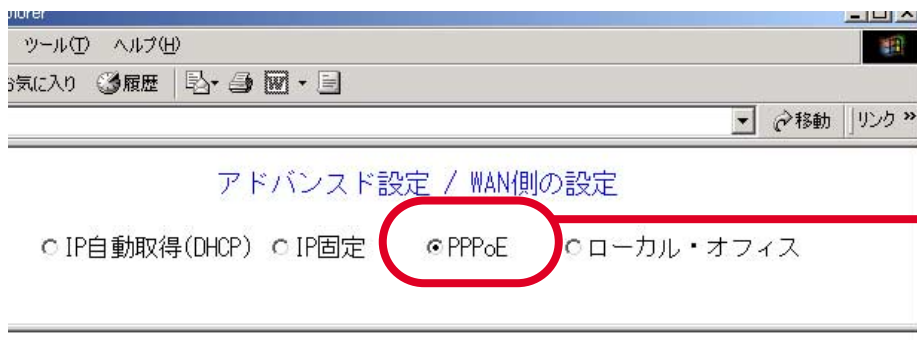 plorer
ツール(T) ヘルプ(H)
お気に入り 履歴
移動 リンク »
アドバンスド設定 / WAN側の設定
IP自動取得(DHCP) IP固定 PPPoE ローカル・オフィス